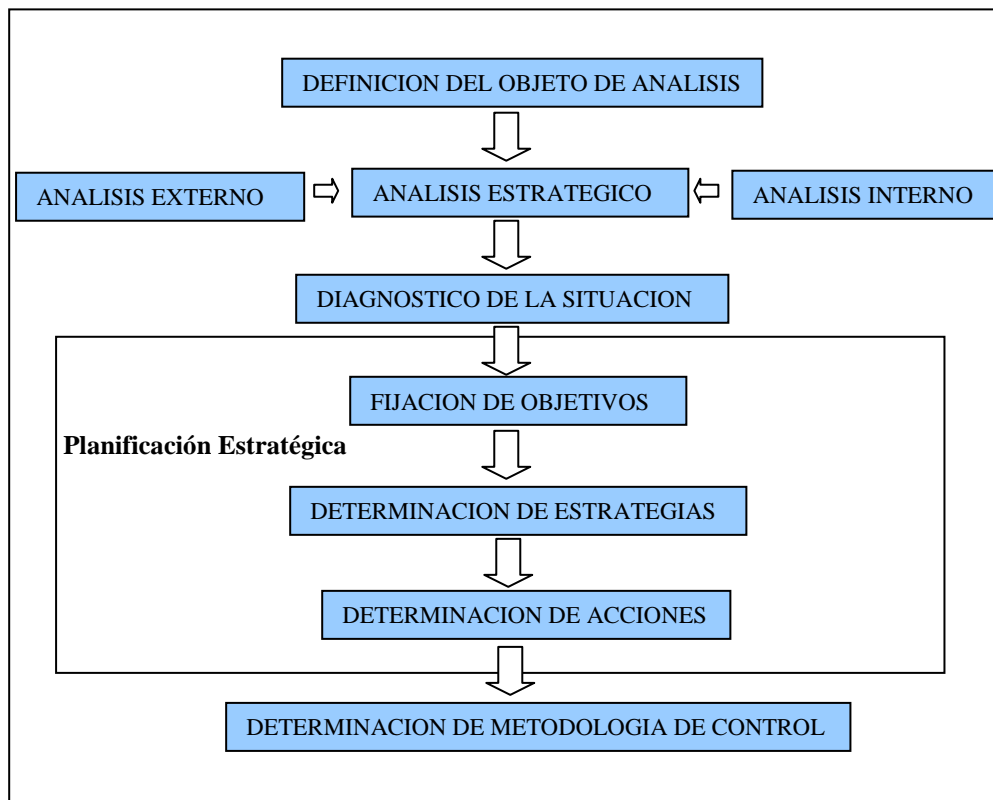 DEFINICION DEL OBJETO DE ANALISIS
ANALISIS EXTERNO
ANALISIS ESTRATEGICO
ANALISIS INTERNO
DIAGNOSTICO DE LA SITUACION
FIJACION DE OBJETIVOS
Planificación Estratégica
DETERMINACION DE ESTRATEGIAS
DETERMINACION DE ACCIONES
DETERMINACION DE METODOLOGIA DE CONTROL